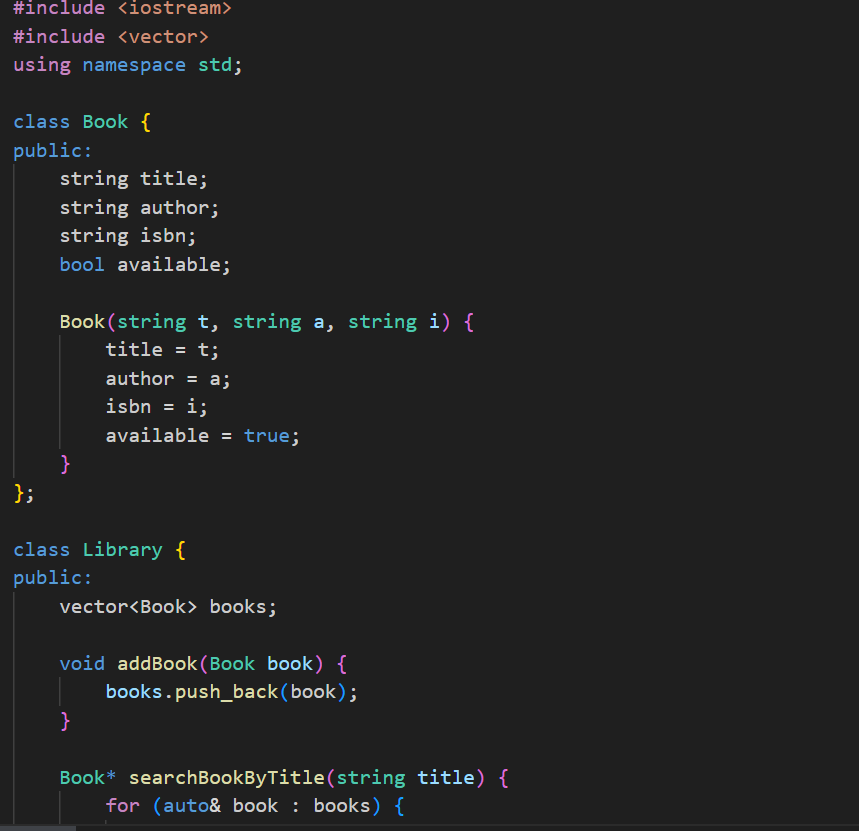 #include <iostream>
#include <vector>
using namespace std;

class Book {
public:
    string title;
    string author;
    string isbn;
    bool available;

    Book(string t, string a, string i) {
        title = t;
        author = a;
        isbn = i;
        available = true;
    }
};

class Library {
public:
    vector<Book> books;

    void addBook(Book book) {
        books.push_back(book);
    }

    Book* searchBookByTitle(string title) {
        for (auto& book : books) {